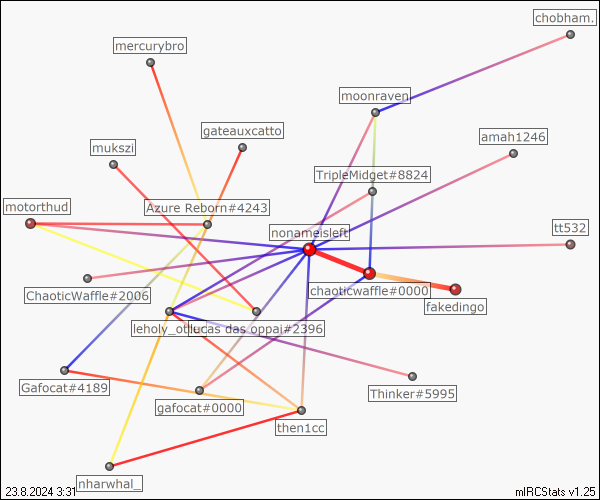 chobham.
mercurybro
moonraven
gateauxcatto
amah1246
mukszi
TripleMidget#8824
motorthud
Azure Reborn#4243
tt532
nonameisleft
ChaoticWaffle#2006
chaoticwaffle#0000
fakedingo
leholy_otl
lucas das oppai#2396
Gafocat#4189
Thinker#5995
gafocat#0000
then1cc
nharwhal_
23.8.2024 3:31
mIRCStats v1.25